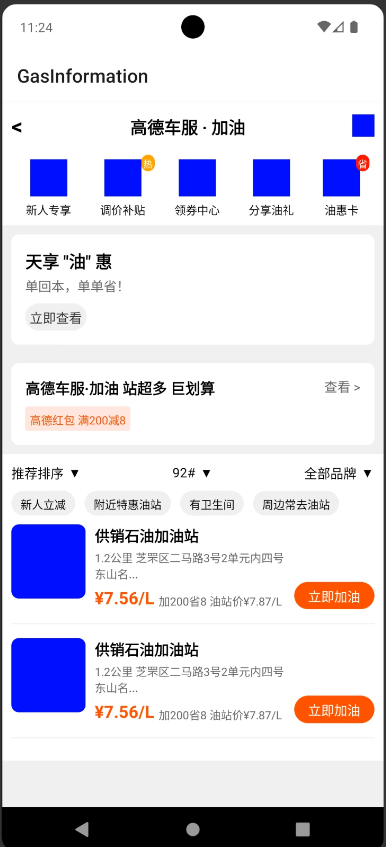 11:24
GasInformation
< 高德车服 · 加油
热 省
新人专享 调价补贴 领券中心 分享油礼 油惠卡
天享 "油" 惠
单回本，单单省!
立即查看
高德车服·加油 站超多 巨划算 查看 >
高德红包 满200减8
推荐排序 ▼ 92# ▼ 全部品牌 ▼
新人立减 附近特惠油站 有卫生间 周边常去油站
供销石油加油站
1.2公里 芝罘区二马路3号2单元内四号
东山名...
¥7.56/L 加200省8 油站价¥7.87/L 立即加油
供销石油加油站
1.2公里 芝罘区二马路3号2单元内四号
东山名...
¥7.56/L 加200省8 油站价¥7.87/L 立即加油